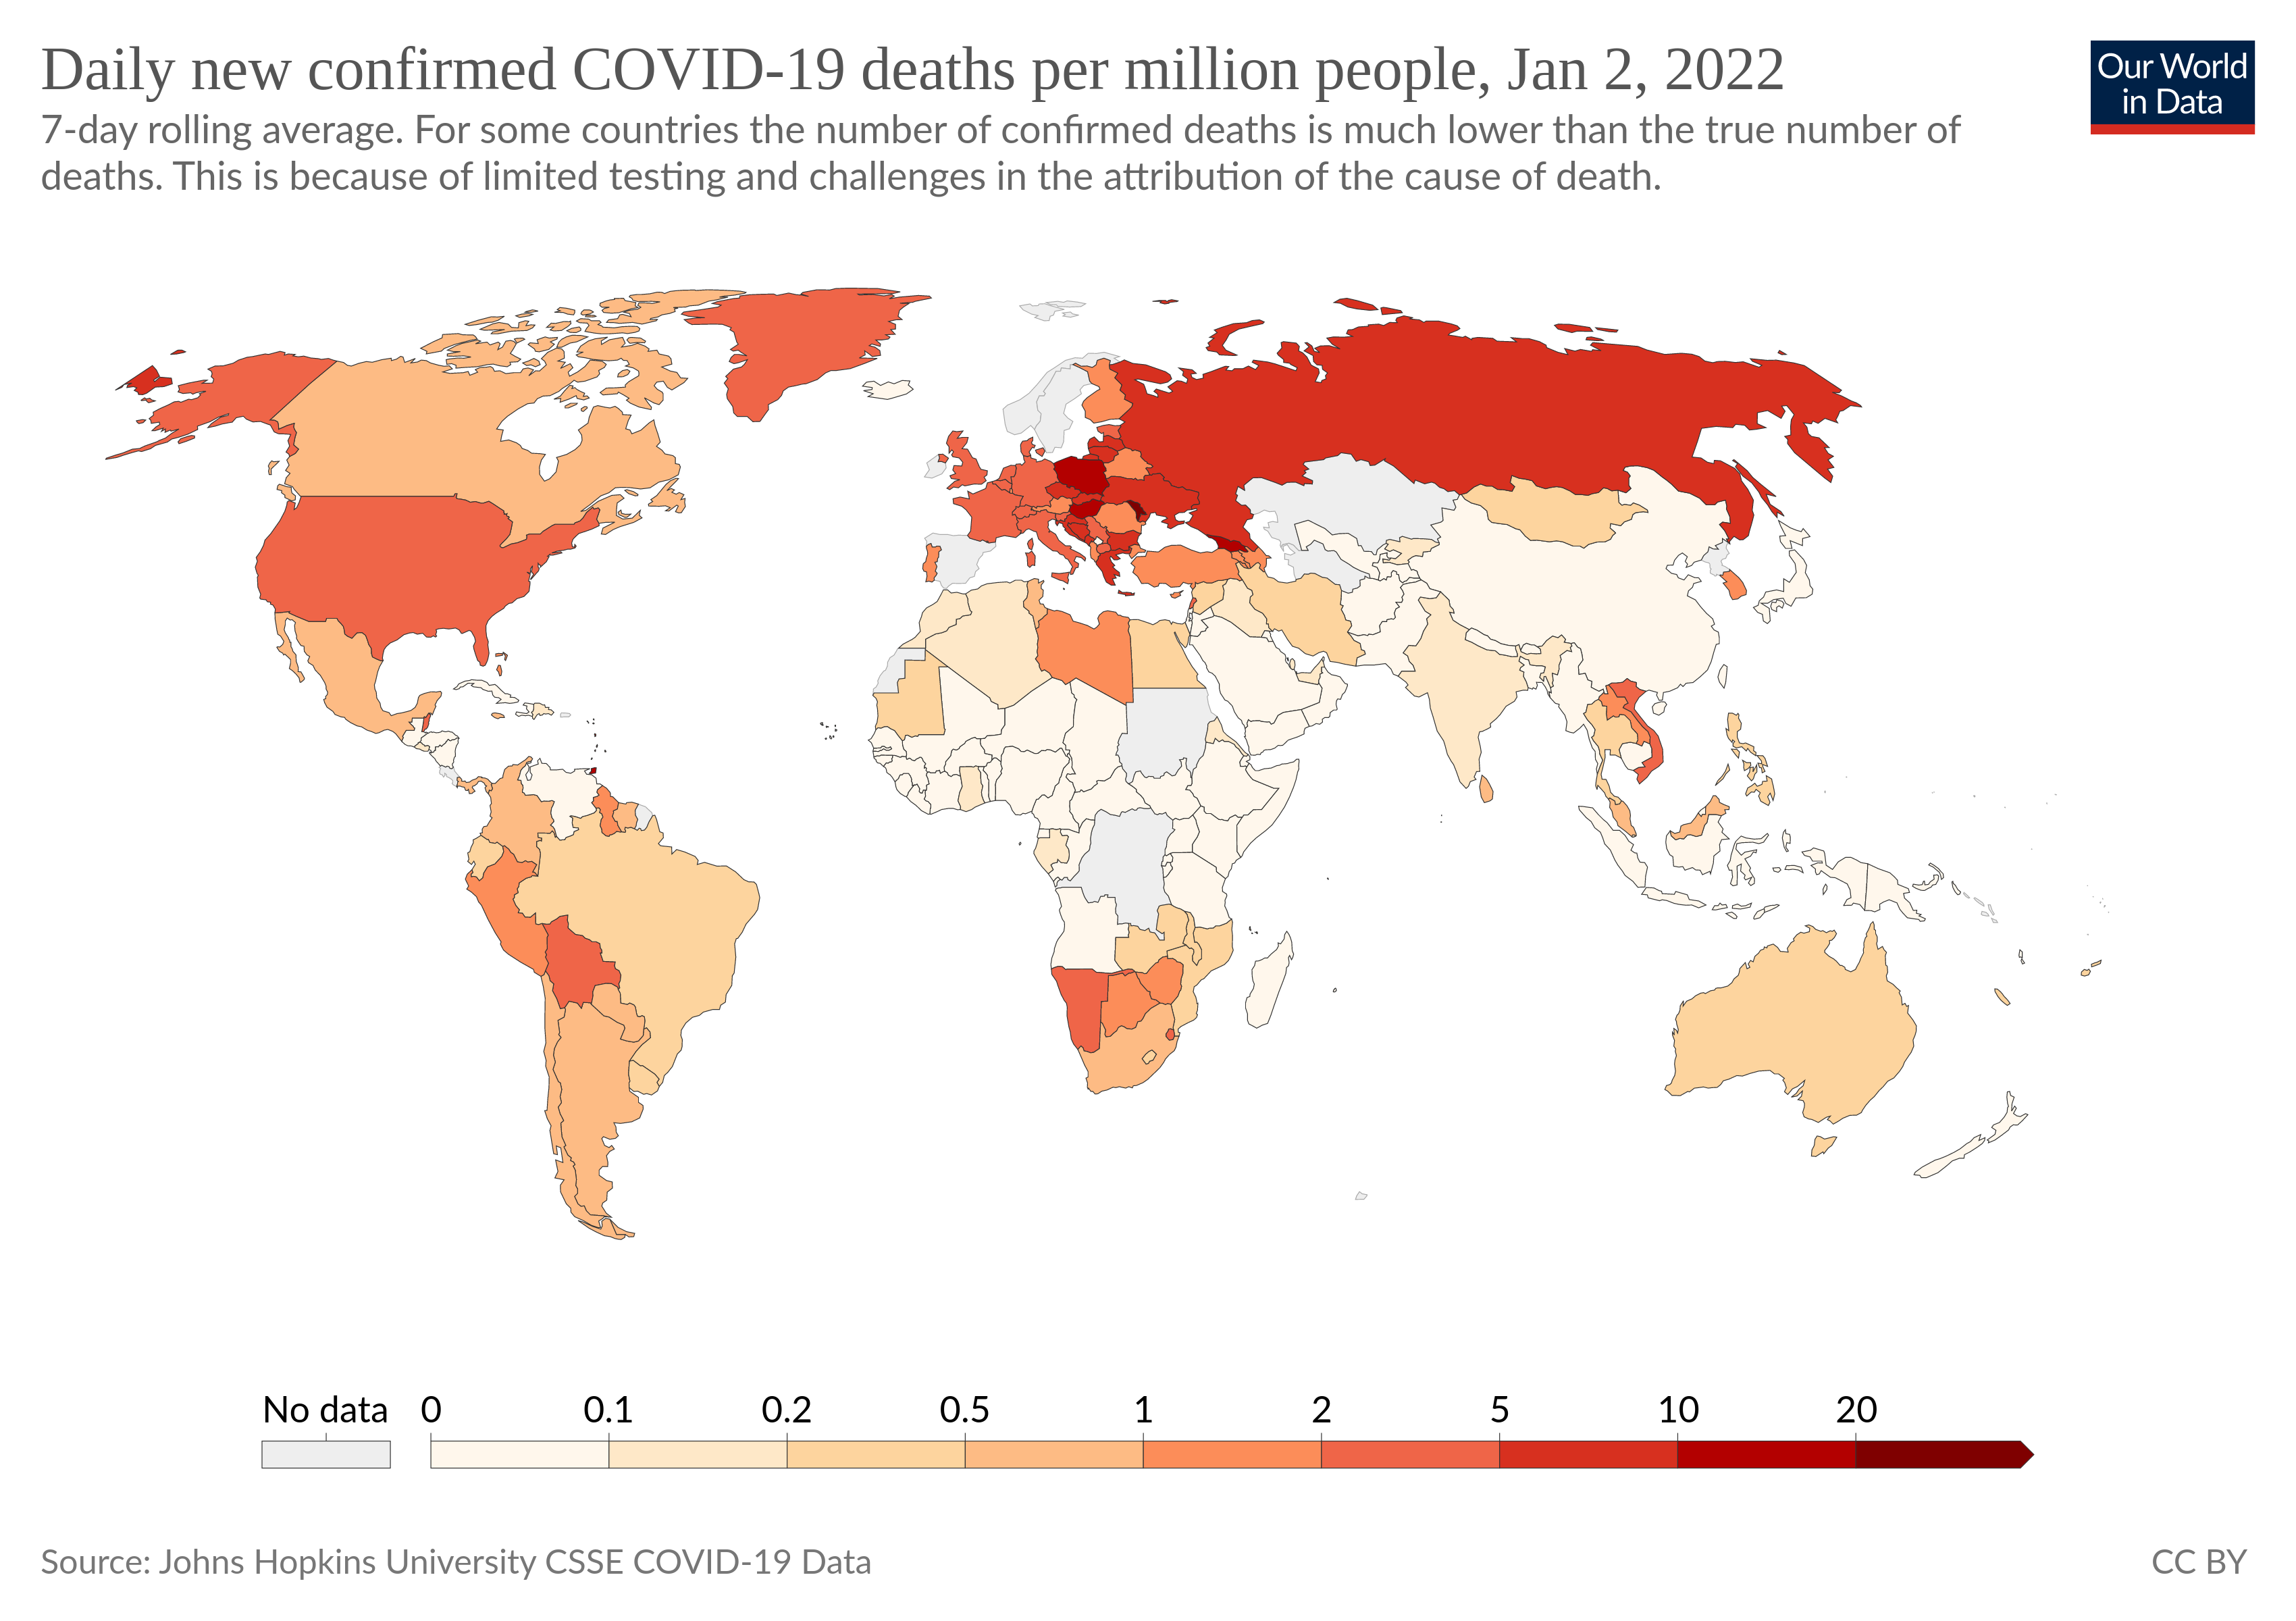 Daily new confirmed COVID-19 deaths per million people, Jan 2, 2022
Our World
in Data
7-day rolling average. For some countries the number of confirmed deaths is much lower than the true number of
deaths. This is because of limited testing and challenges in the attribution of the cause of death.
No data 0 0.1 0.2 0.5 1 2 5 10 20
Source: Johns Hopkins University CSSE COVID-19 Data
CC BY